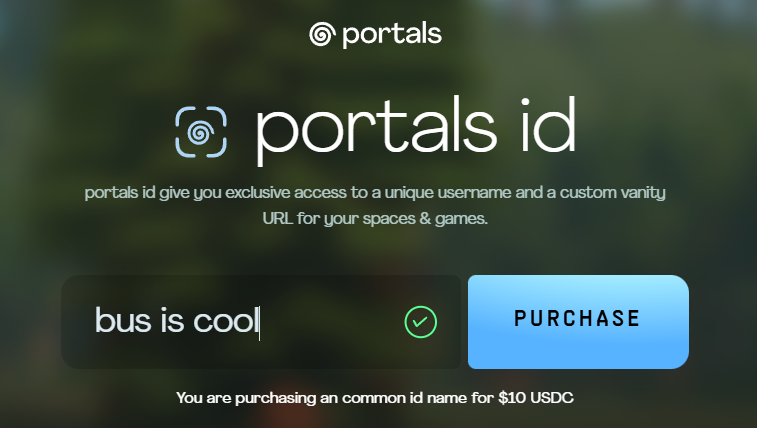 portals
portals id
portals id give you exclusive access to a unique username and a custom vanity
URL for your spaces & games.
bus is cool
PURCHASE
You are purchasing an common id name for $10 USDC